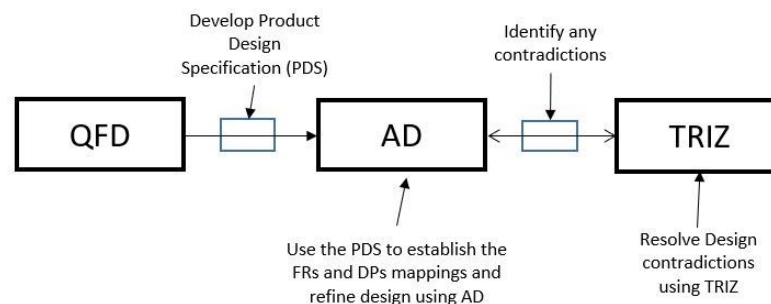 Develop Product
Design
Specification (PDS)
Identify any
contradictions
QFD
AD
TRIZ
Use the PDS to establish the
FRs and DPs mappings and
refine design using AD
Resolve Design
contradictions
using TRIZ